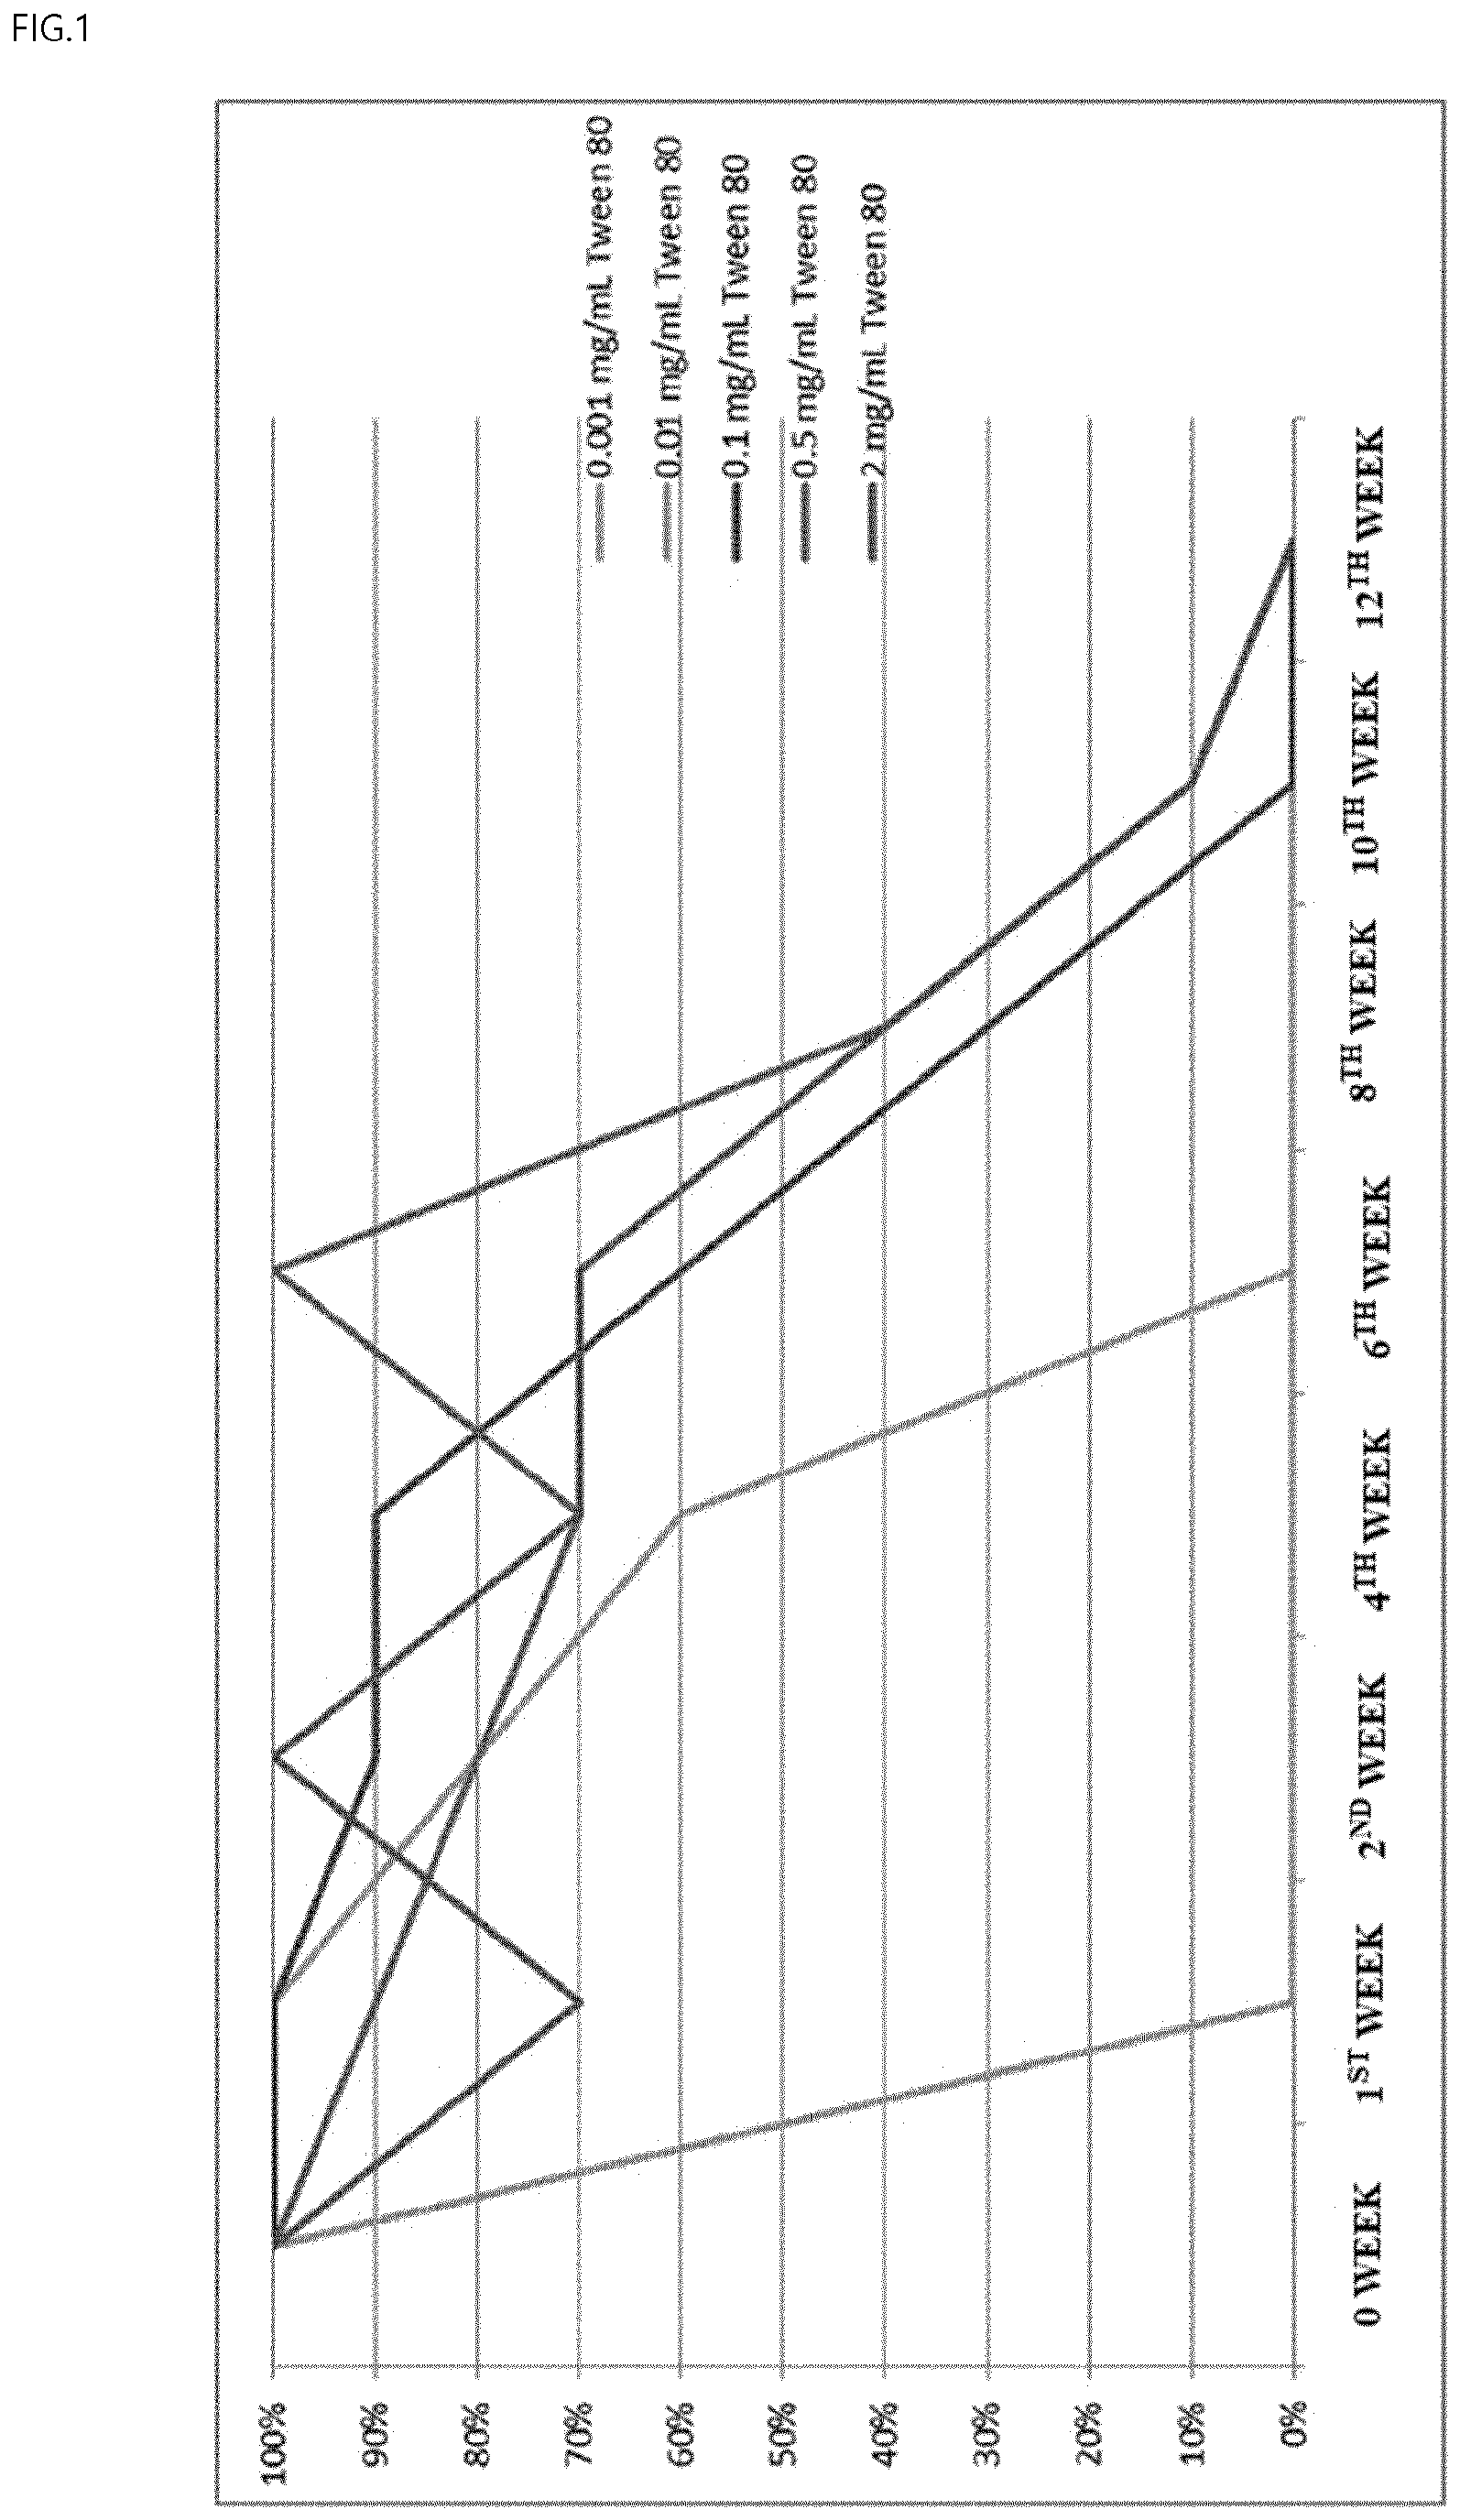 FIG.1
100%
90%
80%
70%
60%
50%
40%
30%
20%
10%
0%
0 WEEK
1ST WEEK
2ND WEEK
4TH WEEK
6TH WEEK
8TH WEEK
10TH WEEK
12TH WEEK
0.001 mg/mL Tween 80
0.01 mg/mL Tween 80
0.1 mg/mL Tween 80
0.5 mg/mL Tween 80
2 mg/mL Tween 80